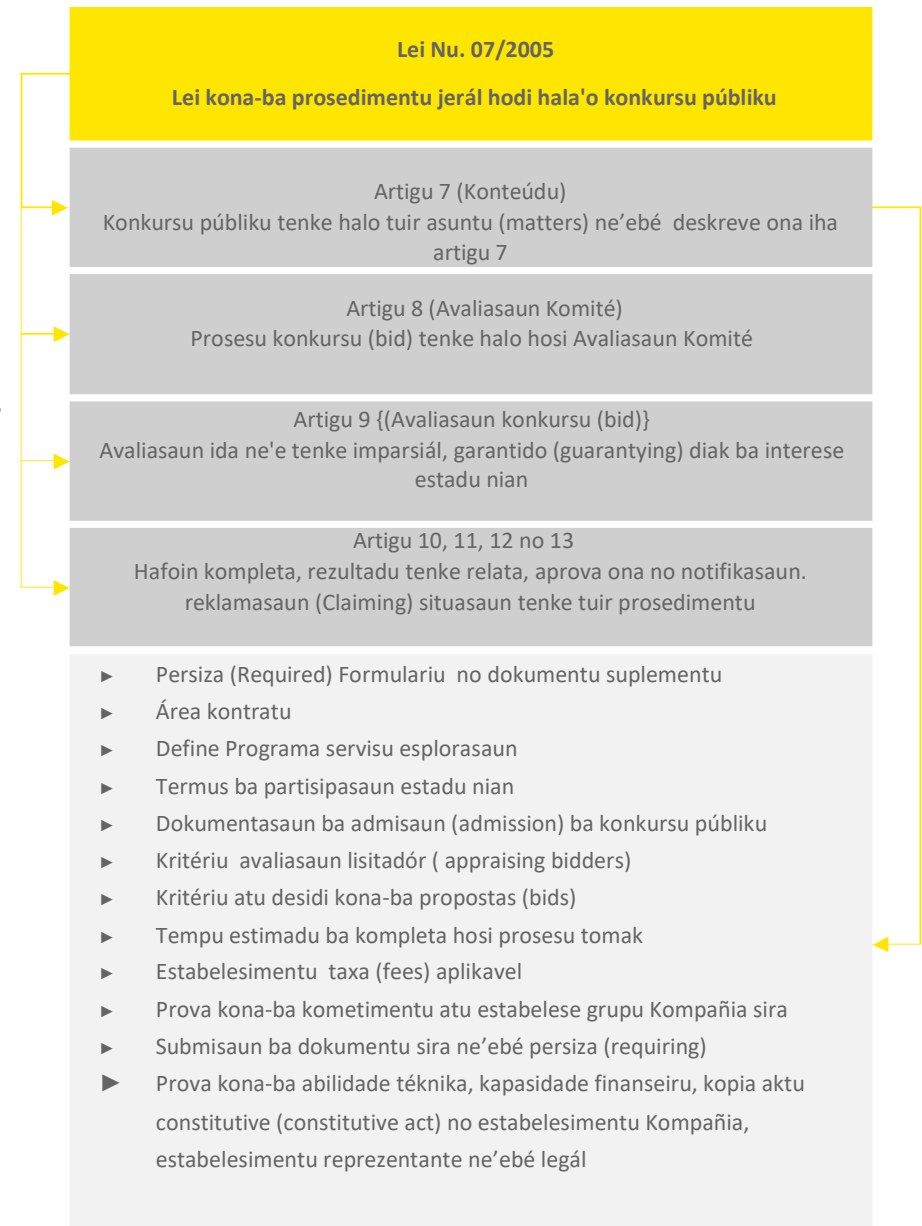 Lei Nu. 07/2005
Lei kona-ba prosedimentu jerál hodi hala'o konkursu públiku
Artigu 7 (Konteúdu)
Konkursu públiku tenke halo tuir asuntu (matters) ne’ebé deskreve ona iha
artigu 7
Artigu 8 (Avaliasaun Komité)
Prosesu konkursu (bid) tenke halo hosi Avaliasaun Komité
Artigu 9 {(Avaliasaun konkursu (bid)}
Avaliasaun ida ne'e tenke imparsiál, garantido (guarantying) diak ba interese
estadu nian
Artigu 10, 11, 12 no 13
Hafoin kompleta, rezultadu tenke relata, aprova ona no notifikasaun.
reklamasaun (Claiming) situasaun tenke tuir prosedimentu
► Persiza (Required) Formulariu no dokumentu suplementu
► Área kontratu
► Define Programa servisu esplorasaun
► Termus ba partisipasaun estadu nian
► Dokumentasaun ba admisaun (admission) ba konkursu públiku
► Kritériu avaliasaun lisitadór ( appraising bidders)
► Kritériu atu desidi kona-ba propostas (bids)
► Tempu estimadu ba kompleta hosi prosesu tomak
► Estabelesimentu taxa (fees) aplikavel
► Prova kona-ba kometimentu atu estabelese grupu Kompañia sira
► Submisaun ba dokumentu sira ne’ebé persiza (requiring)
► Prova kona-ba abilidade téknika, kapasidade finanseiru, kopia aktu
constitutive (constitutive act) no estabelesimentu Kompañia,
estabelesimentu reprezentante ne’ebé legál